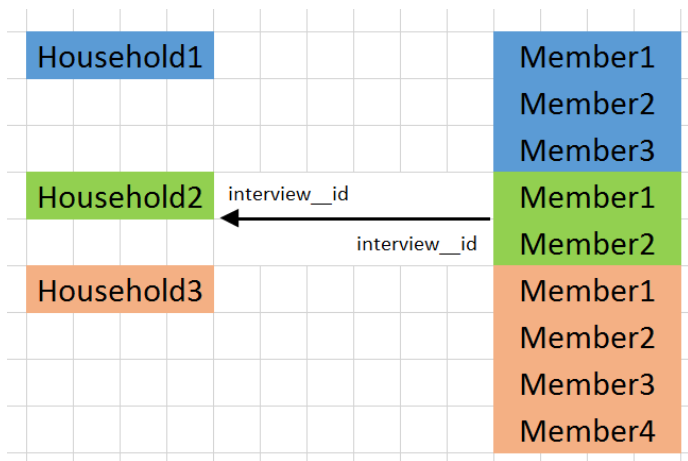 Household1
Member1
Member2
Member3
Household2
interview__id
Member1
interview__id
Member2
Household3
Member1
Member2
Member3
Member4